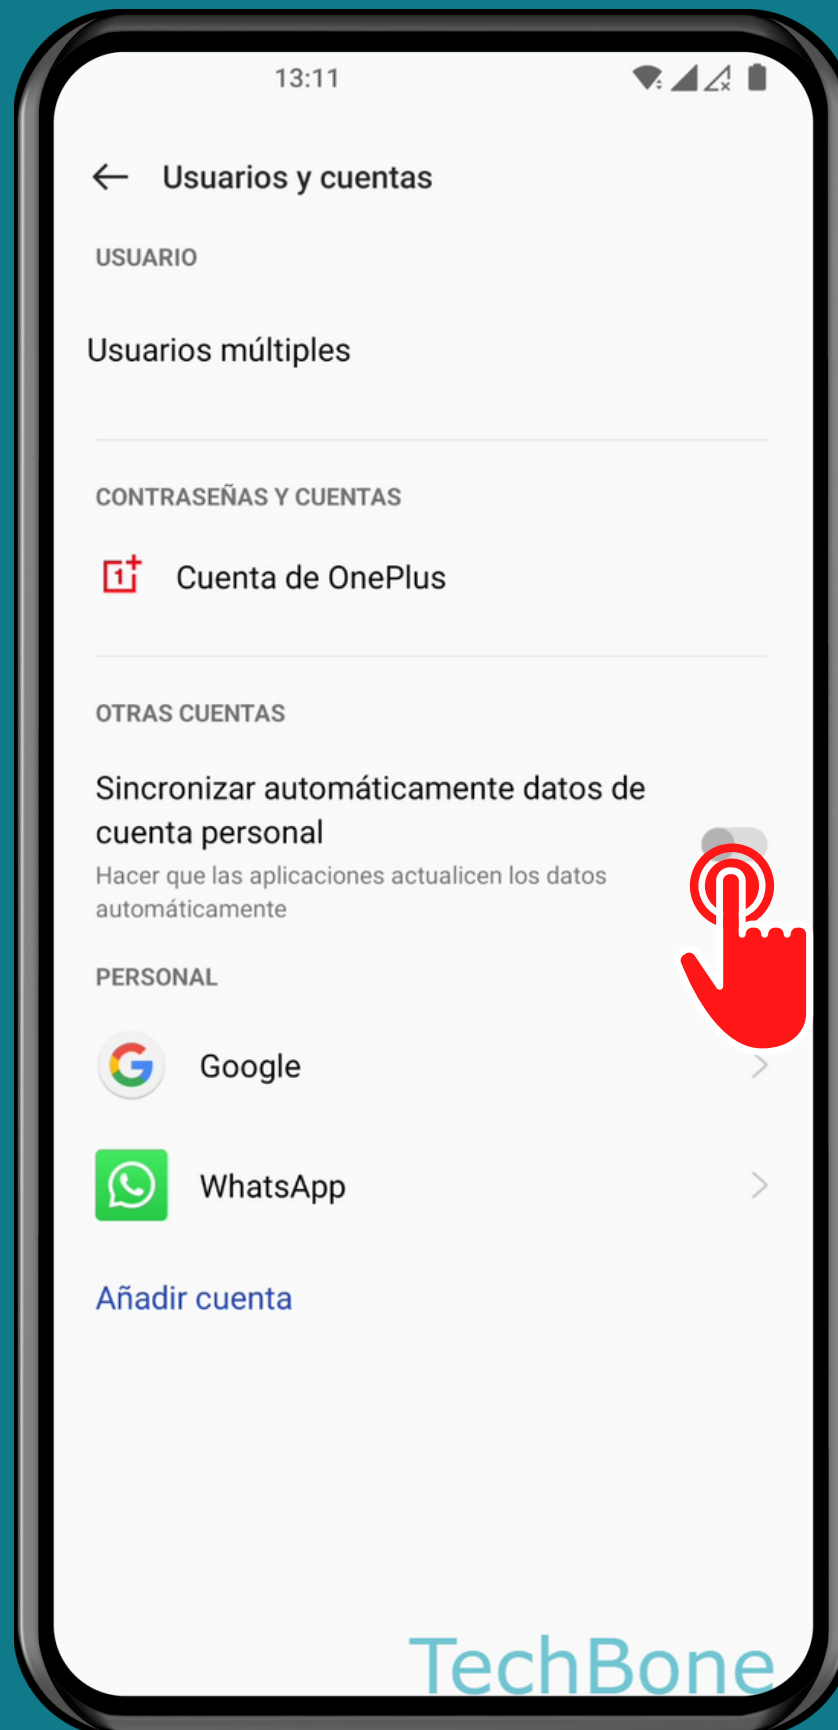 13:11
Usuarios y cuentas
USUARIO
Usuarios múltiples
CONTRASEÑAS Y CUENTAS
Cuenta de OnePlus
OTRAS CUENTAS
Sincronizar automáticamente datos de
cuenta personal
Hacer que las aplicaciones actualicen los datos
automáticamente
PERSONAL
Google
WhatsApp
Añadir cuenta
TechBone